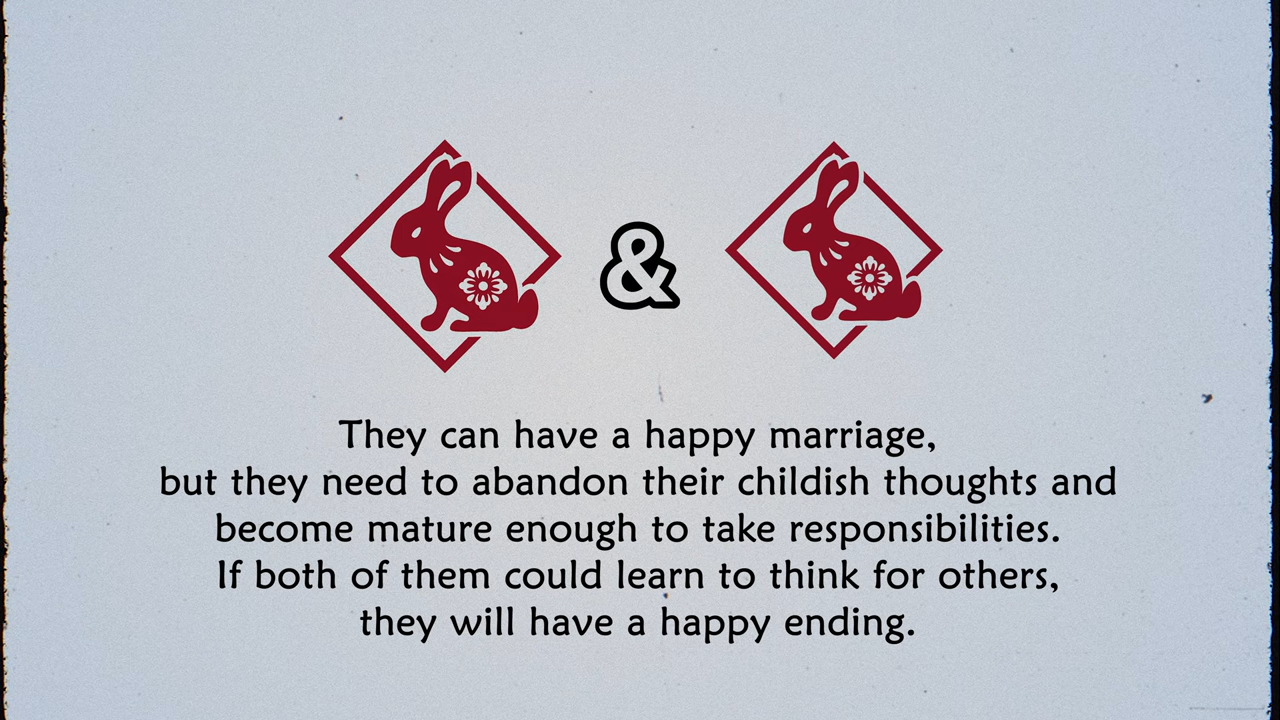 &
They can have a happy marriage,
but they need to abandon their childish thoughts and
become mature enough to take responsibilities.
If both of them could learn to think for others,
they will have a happy ending.